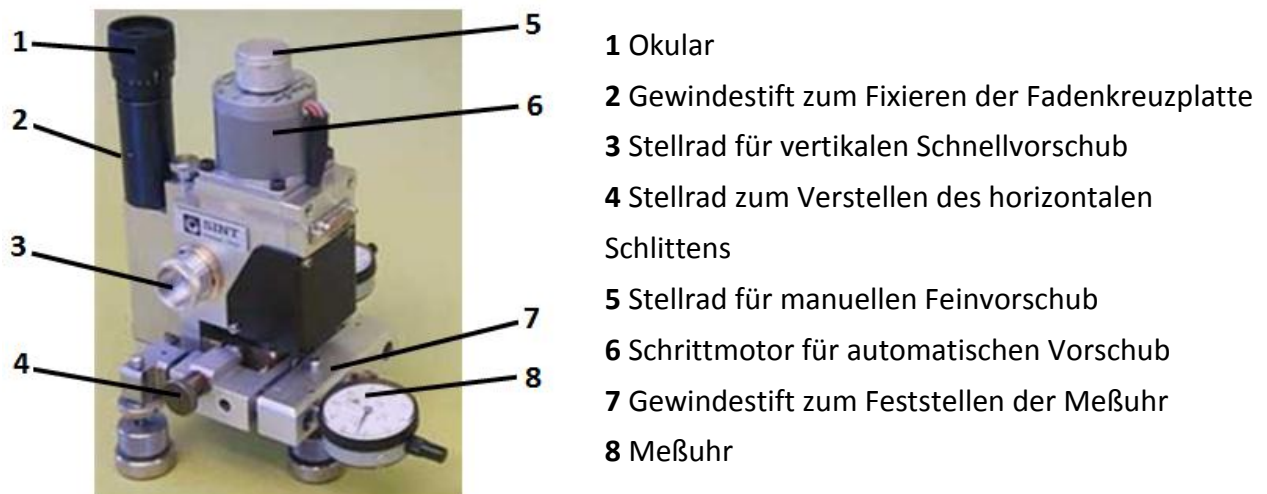 1
2
3
4
5
6
7
8
SINT
1 Okular
2 Gewindestift zum Fixieren der Fadenkreuzplatte
3 Stellrad für vertikalen Schnellvorschub
4 Stellrad zum Verstellen des horizontalen
Schlittens
5 Stellrad für manuellen Feinvorschub
6 Schrittmotor für automatischen Vorschub
7 Gewindestift zum Feststellen der Meßuhr
8 Meßuhr